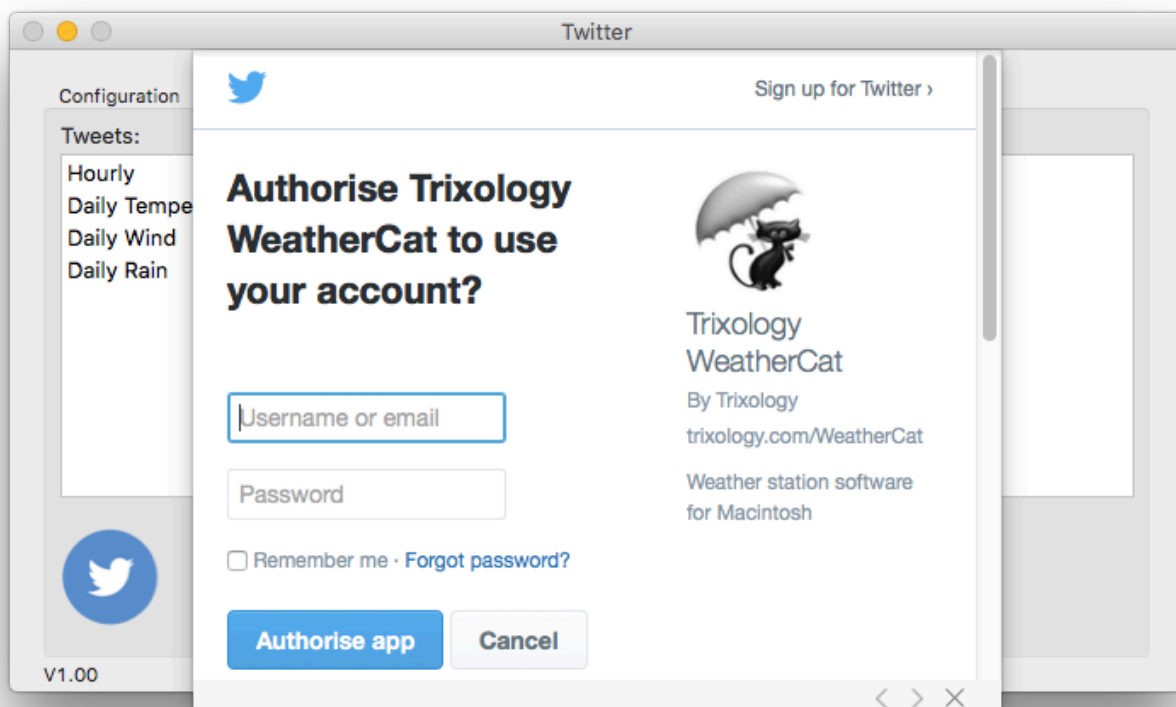 Twitter
Configuration
Tweets:
Hourly
Daily Tempe
Daily Wind
Daily Rain
V1.00
Sign up for Twitter ›
Authorise Trixology
WeatherCat to use
your account?
Username or email
Password
Remember me · Forgot password?
Authorise app
Cancel
Trixology
WeatherCat
By Trixology
trixology.com/WeatherCat
Weather station software
for Macintosh